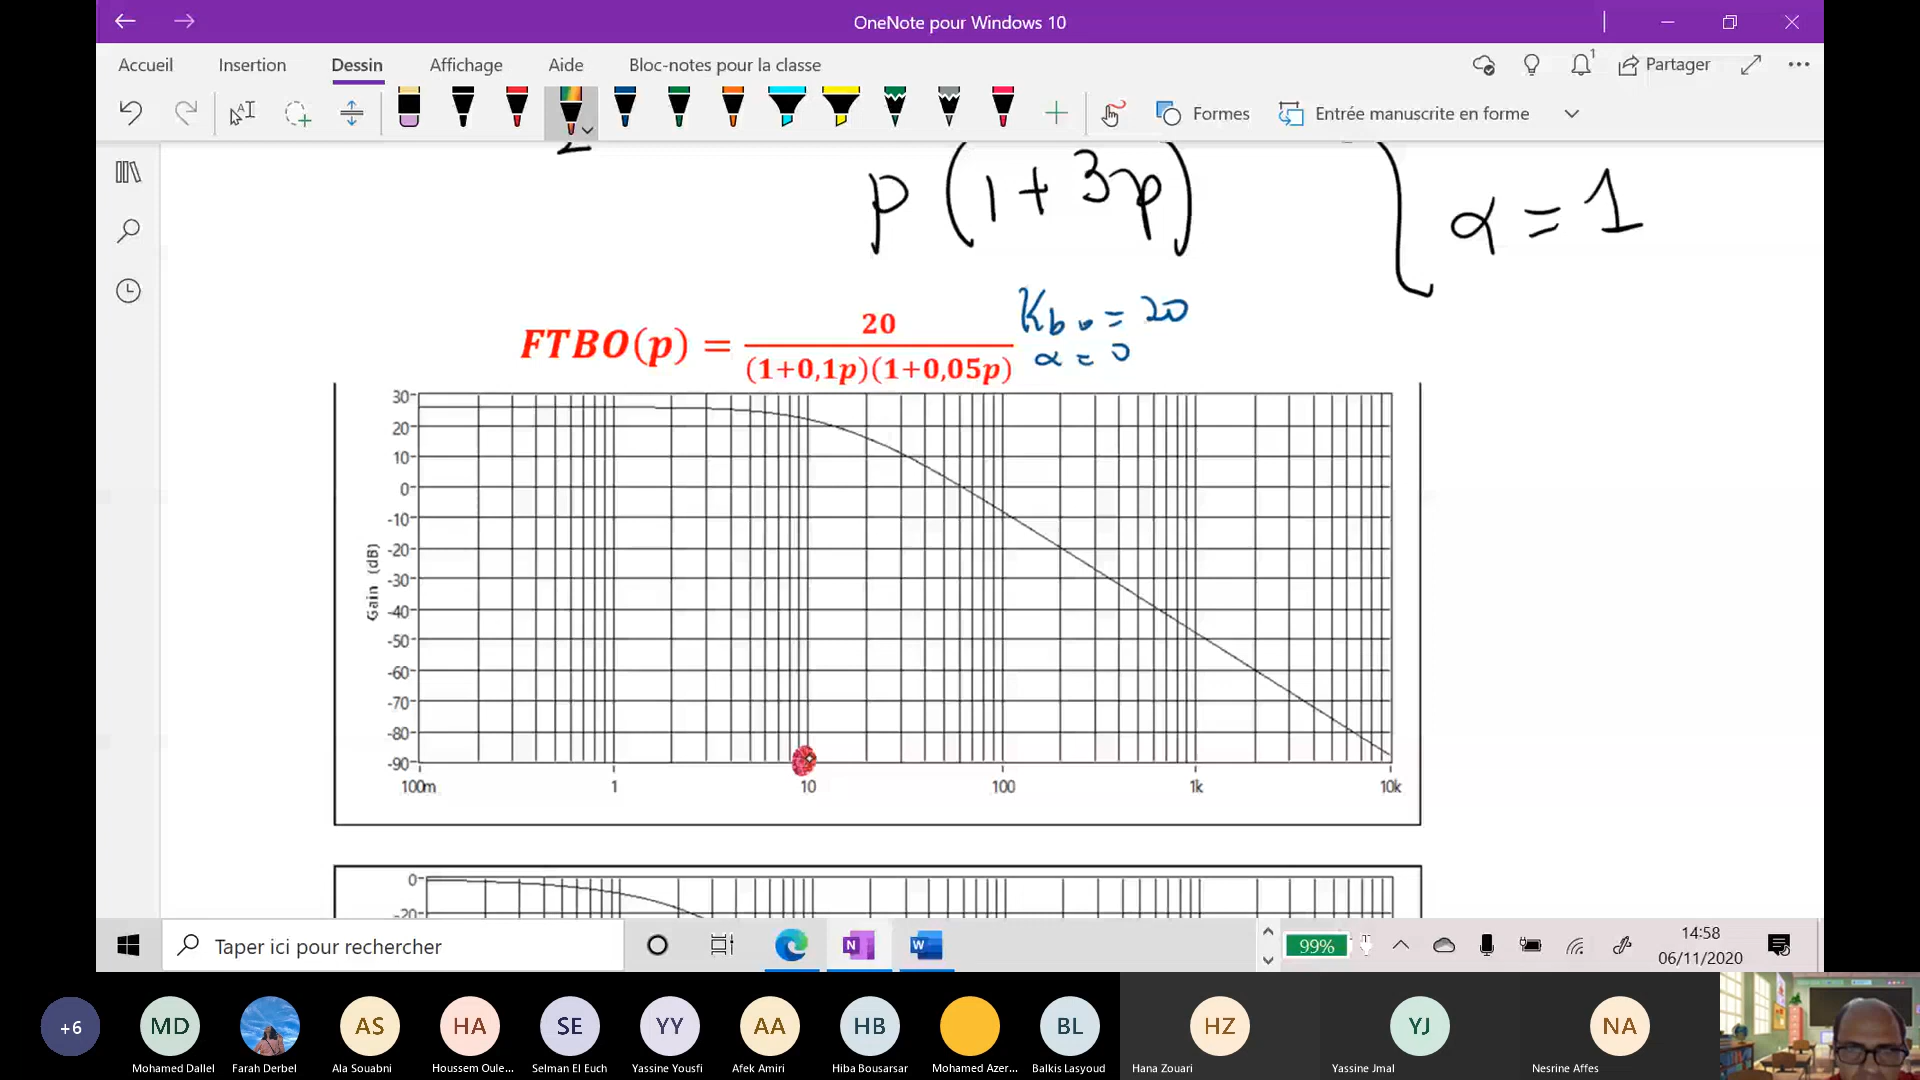 OneNote pour Windows 10
Accueil Insertion Dessin Affichage Aide Bloc-notes pour la classe
1
Partager
Formes
Entrée manuscrite en forme
p (1 + 3p)
α = 1
Kbo = 20
FTBO(p) = 20 / (1+0,1p)(1+0,05p)
α = 0
30
20
10
0
-10
-20
-30
-40
-50
-60
-70
-80
-90
Gain (dB)
100m 1 10 100 1k 10k
0
-20
Taper ici pour rechercher
99%
14:58
06/11/2020
+6 MD AS HA SE YY AA HB BL HZ YJ NA
Mohamed Dallel Farah Derbel Ala Souabni Houssem Oule... Selman El Euch Yassine Yousfi Afek Amiri Hiba Bousarsar Mohamed Azer... Balkis Lasyoud Hana Zouari Yassine Jmal Nesrine Affes